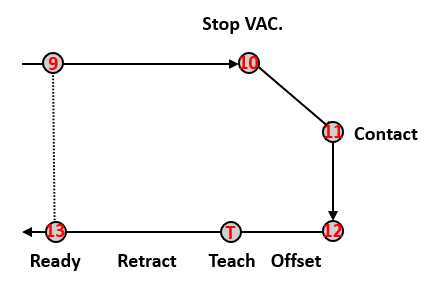 Stop VAC.
9
10
11
Contact
13
T
12
Ready
Retract
Teach
Offset